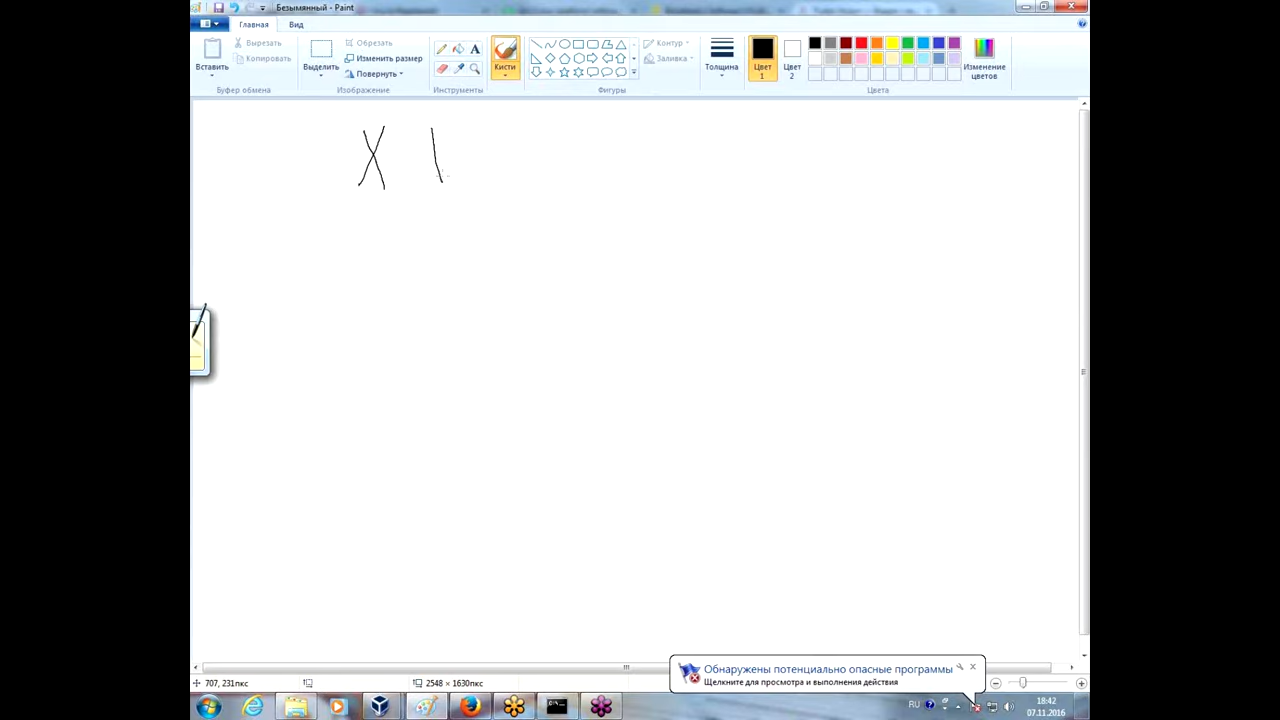 Безымянный - Paint
Главная Вид
Вставить
Вырезать
Копировать
Буфер обмена
Выделить
Обрезать
Изменить размер
Повернуть
Изображение
A
Инструменты
Кисти
Контур
Заливка
Фигуры
Толщина
Цвет 1
Цвет 2
Изменение цветов
Цвета
X
Обнаружены потенциально опасные программы
Щелкните для просмотра и выполнения действия
707, 231пкс
2548 × 1630пкс
RU
18:42
07.11.2016